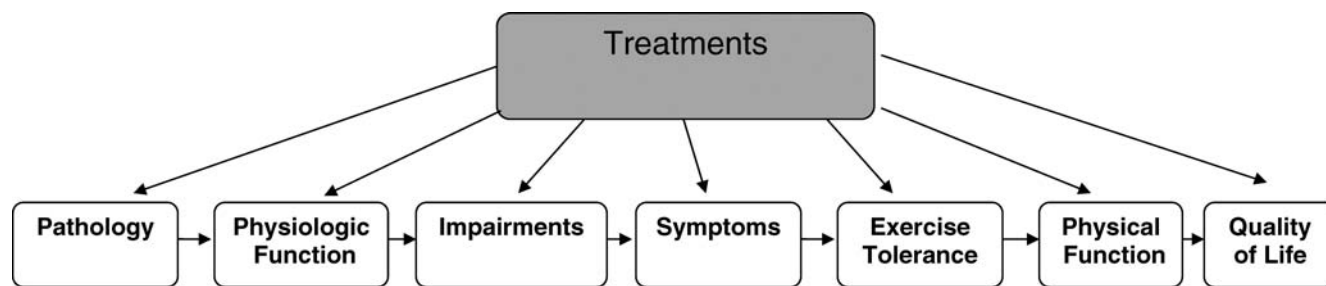 Treatments
Pathology
Physiologic
Function
Impairments
Symptoms
Exercise
Tolerance
Physical
Function
Quality
of Life